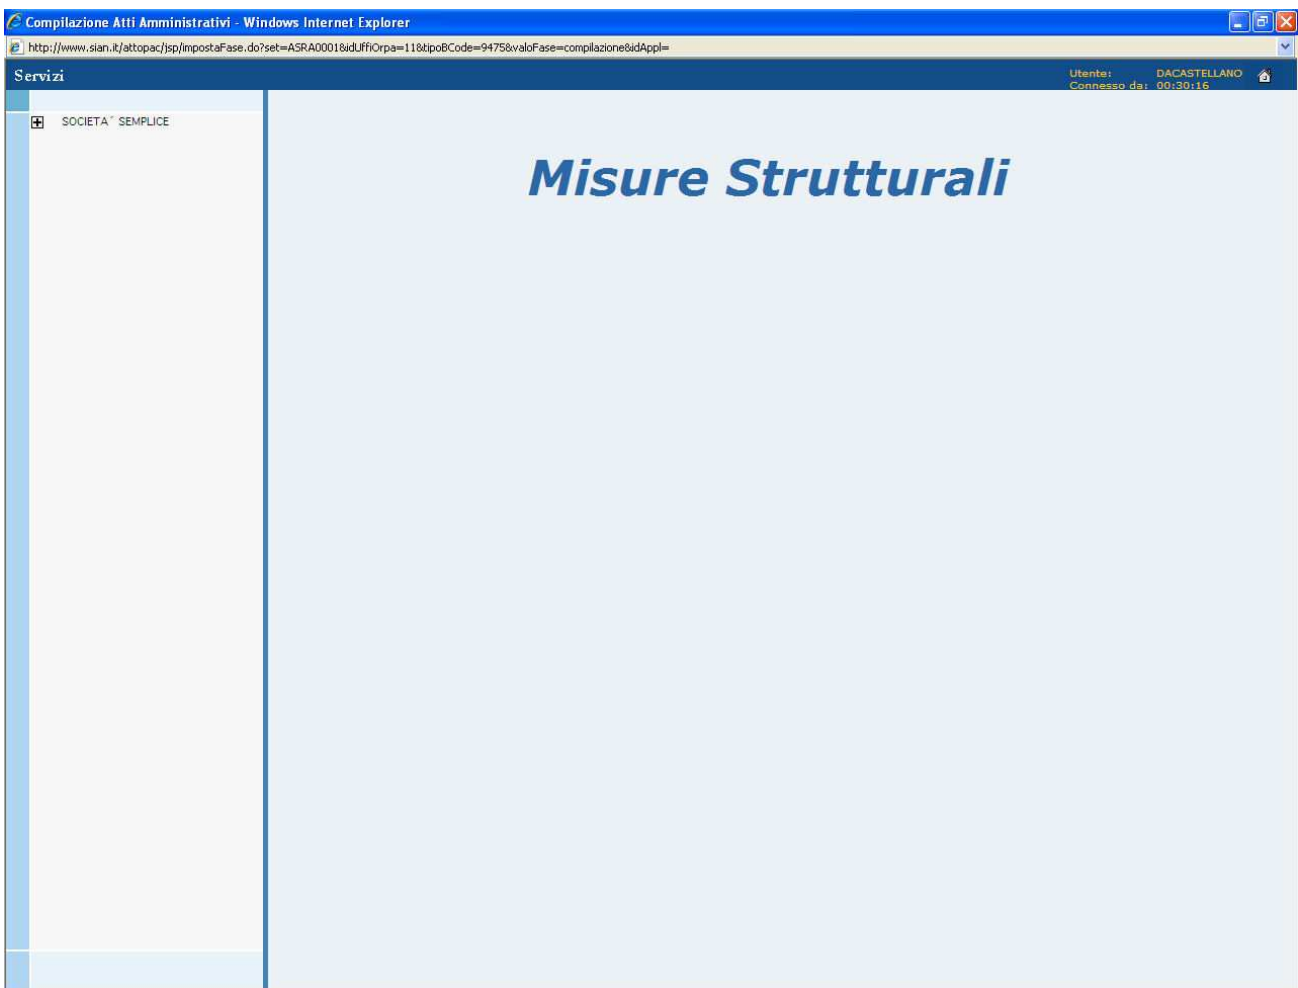 Compilazione Atti Amministrativi - Windows Internet Explorer
http://www.sian.it/attopac/jsp/impostaFase.do?set=ASRA0001&idUffiOrpa=11&tipoBCode=9475&valoFase=compilazione&idAppl=
Servizi
Utente: DACASTELLANO
Connesso da: 00:30:16
SOCIETA´ SEMPLICE
Misure Strutturali